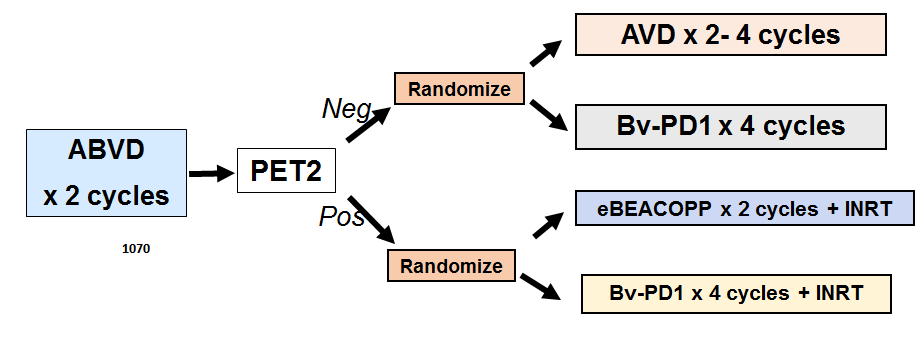 ABVD
x 2 cycles
1070
PET2
Neg
Pos
Randomize
Randomize
AVD x 2- 4 cycles
Bv-PD1 x 4 cycles
eBEACOPP x 2 cycles + INRT
Bv-PD1 x 4 cycles + INRT